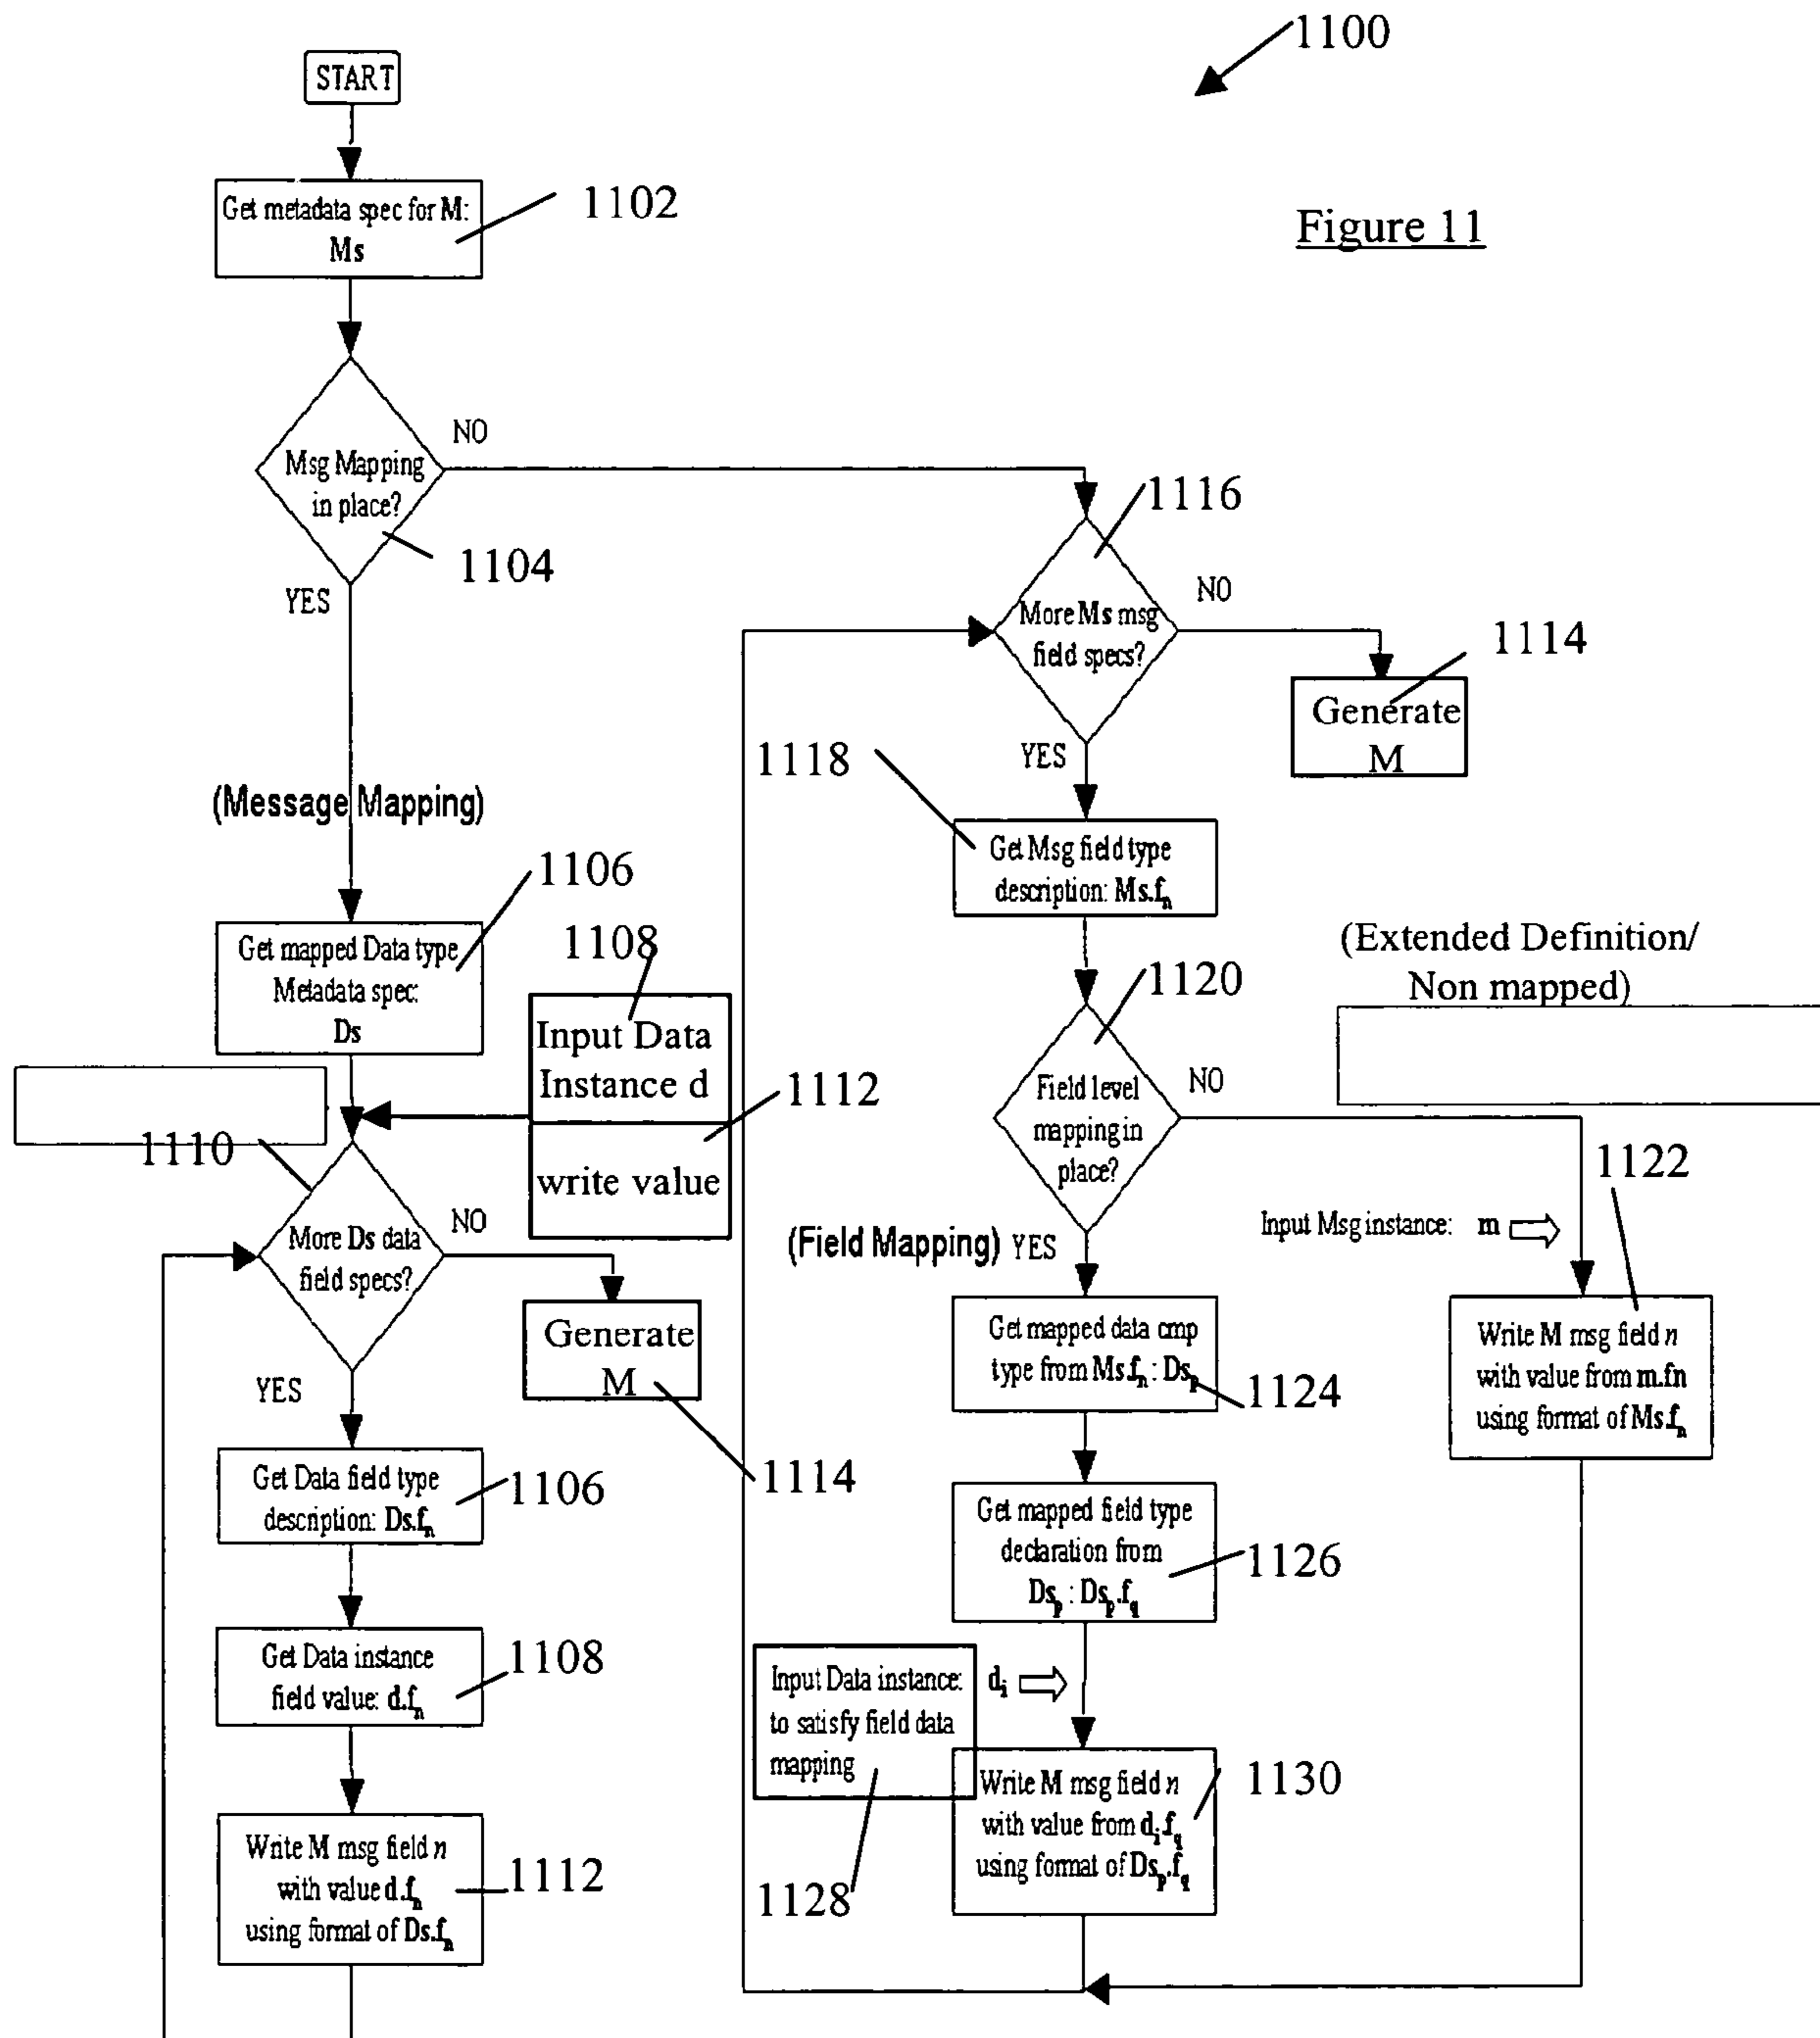 1100
START
Get metadata spec for M:
Ms
1102
Figure 11
Msg Mapping
in place?
NO
1104
YES
(Message Mapping)
1116
More Ms msg
field specs?
NO
1114
Generate
M
YES
1118
Get Msg field type
description: Ms.fn
1106
Get mapped Data type
Metadata spec:
Ds
1108
Input Data
Instance d
1112
write value
(Extended Definition/
Non mapped)
1120
Field level
mapping in
place?
NO
1110
More Ds data
field specs?
NO
Generate
M
1114
YES
(Field Mapping) YES
1122
Input Msg instance: m
Write M msg field n
with value from m.fn
using format of Ms.fn
Get mapped data cmp
type from Ms.fn : Dsp
1124
Get Data field type
description: Ds.fn
1106
Get mapped field type
declaration from
Dsp : Dsp.fq
1126
Get Data instance
field value: d.fn
1108
Input Data instance: di
to satisfy field data
mapping
1128
Write M msg field n
with value from di.fq
using format of Dsp.fq
1130
Write M msg field n
with value d.fn
using format of Ds.fn
1112